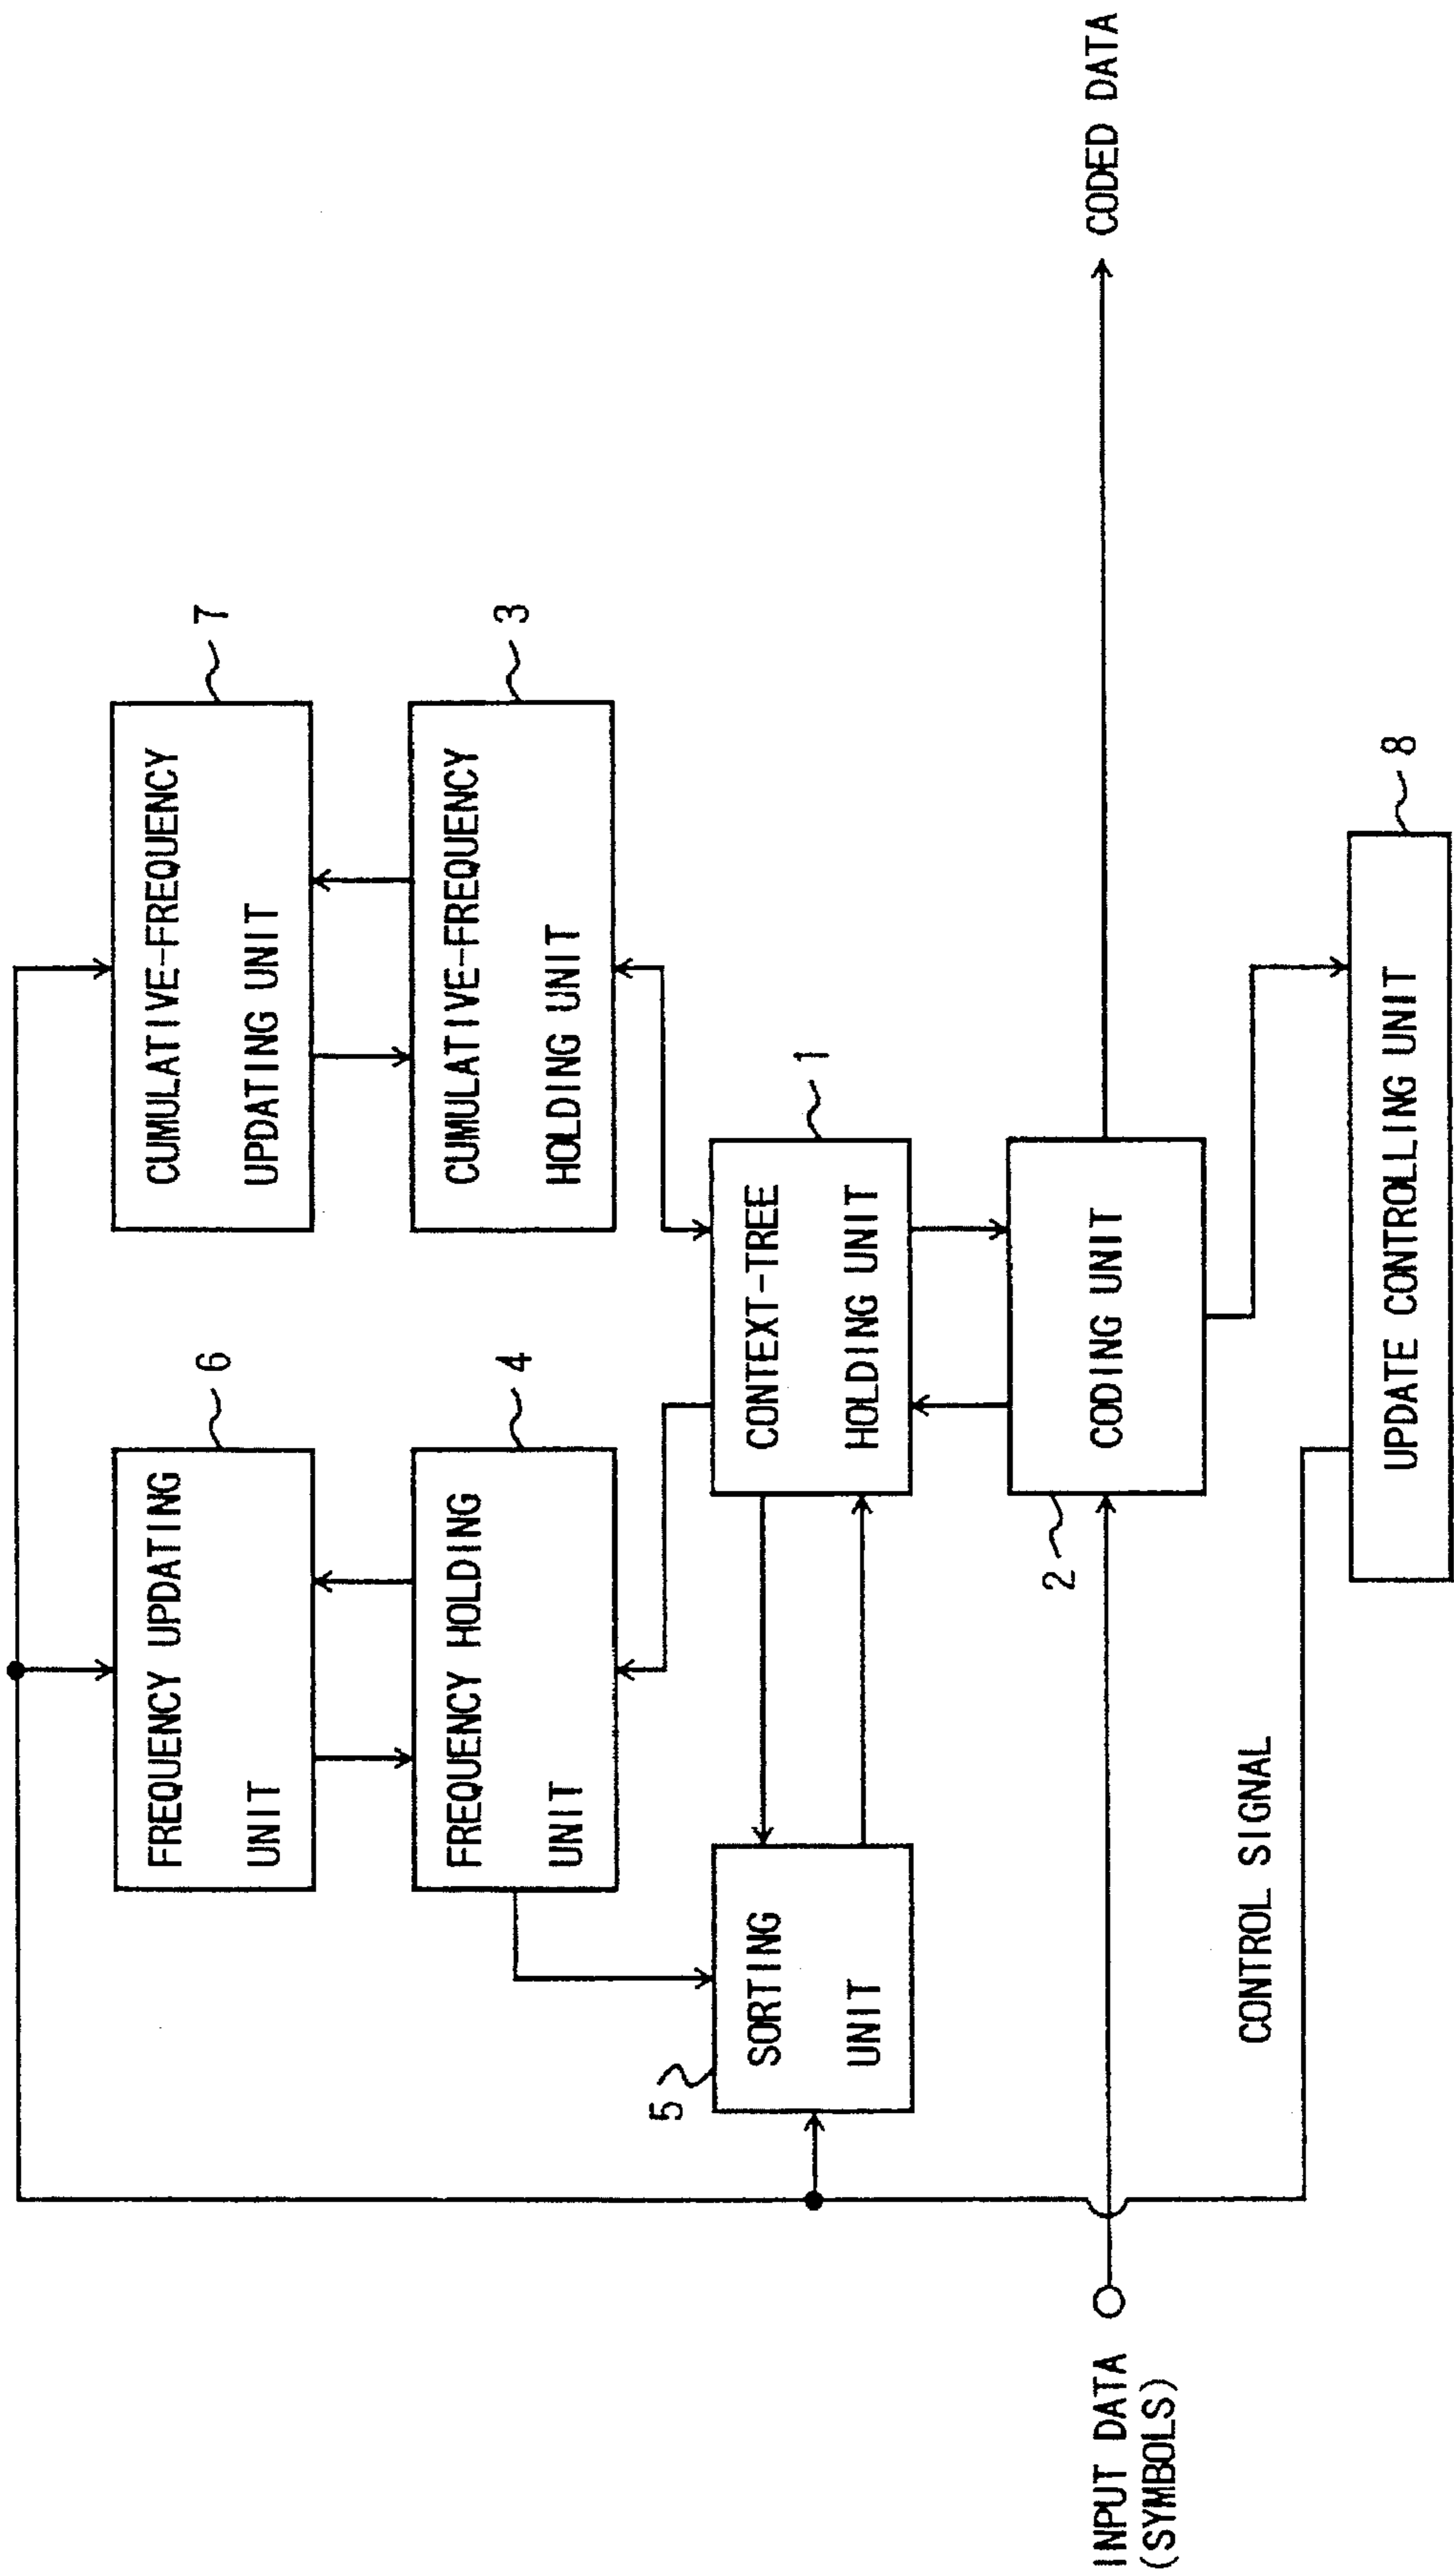 7
CUMULATIVE-FREQUENCY
UPDATING UNIT
6
FREQUENCY UPDATING
UNIT
3
CUMULATIVE-FREQUENCY
HOLDING UNIT
4
FREQUENCY HOLDING
UNIT
5
SORTING
UNIT
1
CONTEXT-TREE
HOLDING UNIT
2
CODING UNIT
CODED DATA
INPUT DATA
(SYMBOLS)
CONTROL SIGNAL
8
UPDATE CONTROLLING UNIT